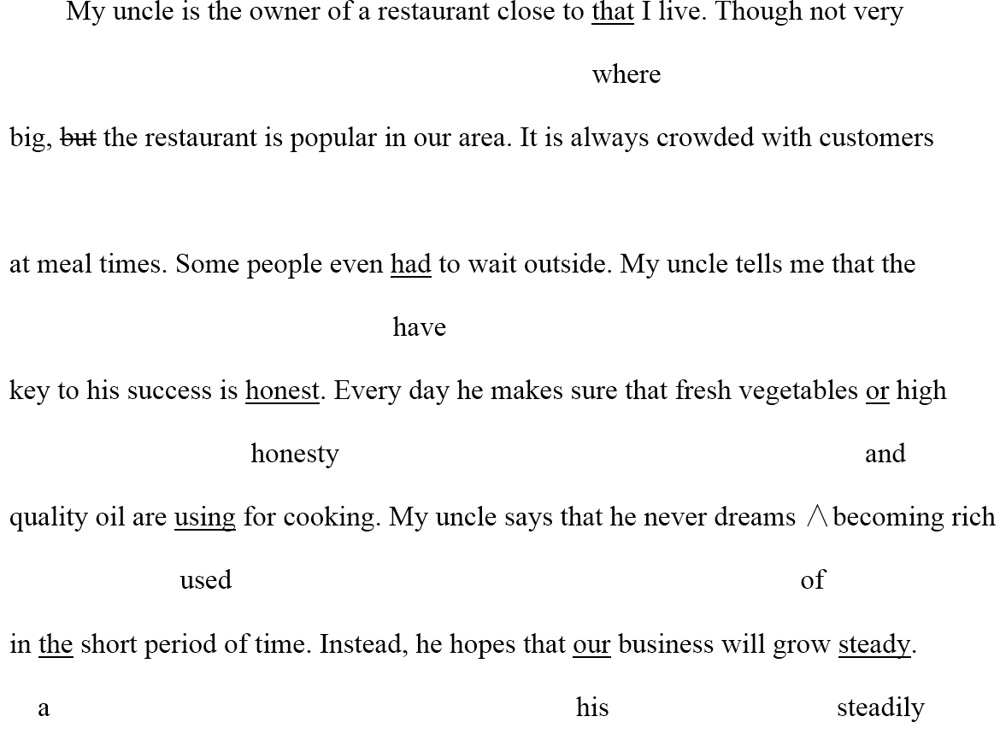 My uncle is the owner of a restaurant close to that I live. Though not very
where
big, but the restaurant is popular in our area. It is always crowded with customers
at meal times. Some people even had to wait outside. My uncle tells me that the
have
key to his success is honest. Every day he makes sure that fresh vegetables or high
honesty and
quality oil are using for cooking. My uncle says that he never dreams ∧ becoming rich
used of
in the short period of time. Instead, he hopes that our business will grow steady.
a his steadily